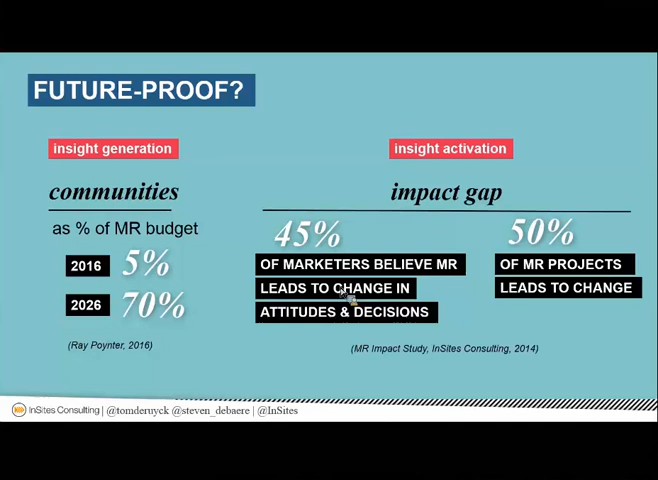 FUTURE-PROOF?
insight generation
communities
as % of MR budget
2016 5%
2026 70%
(Ray Poynter, 2016)
insight activation
impact gap
45%
OF MARKETERS BELIEVE MR
LEADS TO CHANGE IN
ATTITUDES & DECISIONS
50%
OF MR PROJECTS
LEADS TO CHANGE
(MR Impact Study, InSites Consulting, 2014)
InSites Consulting | @tomderuyck @steven_debaere | @InSites